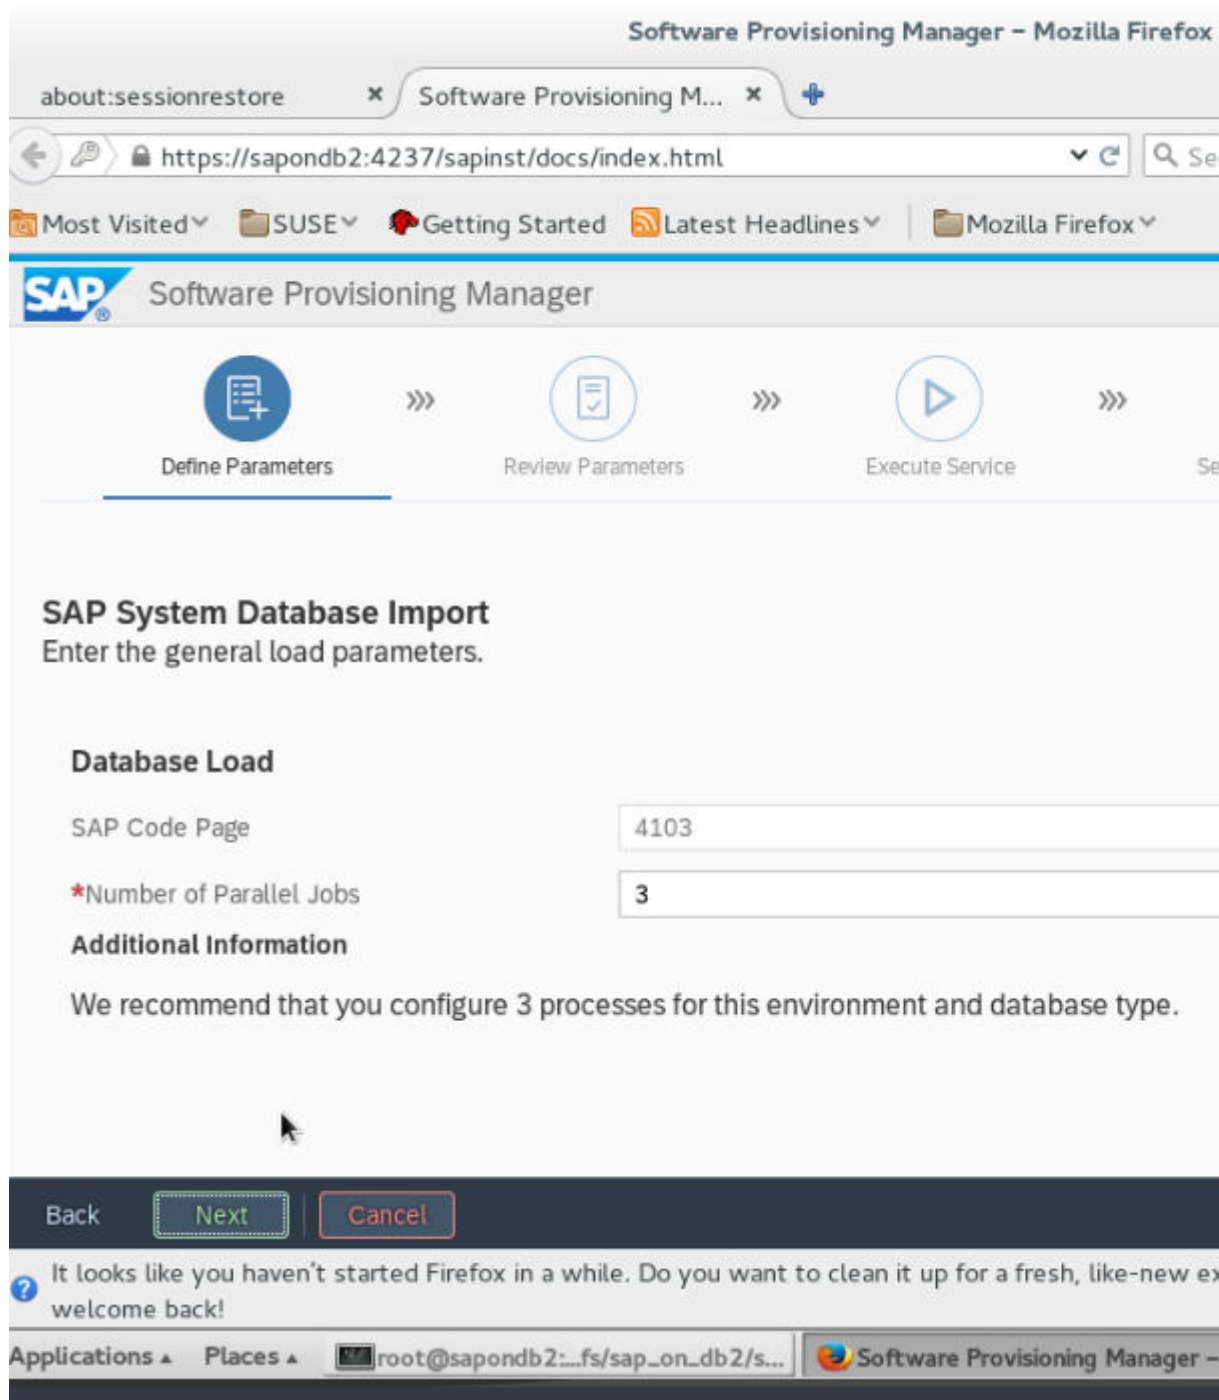 Software Provisioning Manager – Mozilla Firefox
about:sessionrestore
Software Provisioning M...
https://sapondb2:4237/sapinst/docs/index.html
Se
Most Visited
SUSE
Getting Started
Latest Headlines
Mozilla Firefox
SAP®
Software Provisioning Manager
Define Parameters
Review Parameters
Execute Service
Se
SAP System Database Import
Enter the general load parameters.
Database Load
SAP Code Page
4103
*Number of Parallel Jobs
3
Additional Information
We recommend that you configure 3 processes for this environment and database type.
Back
Next
Cancel
It looks like you haven't started Firefox in a while. Do you want to clean it up for a fresh, like-new ex
welcome back!
Applications
Places
root@sapondb2:...fs/sap_on_db2/s...
Software Provisioning Manager –